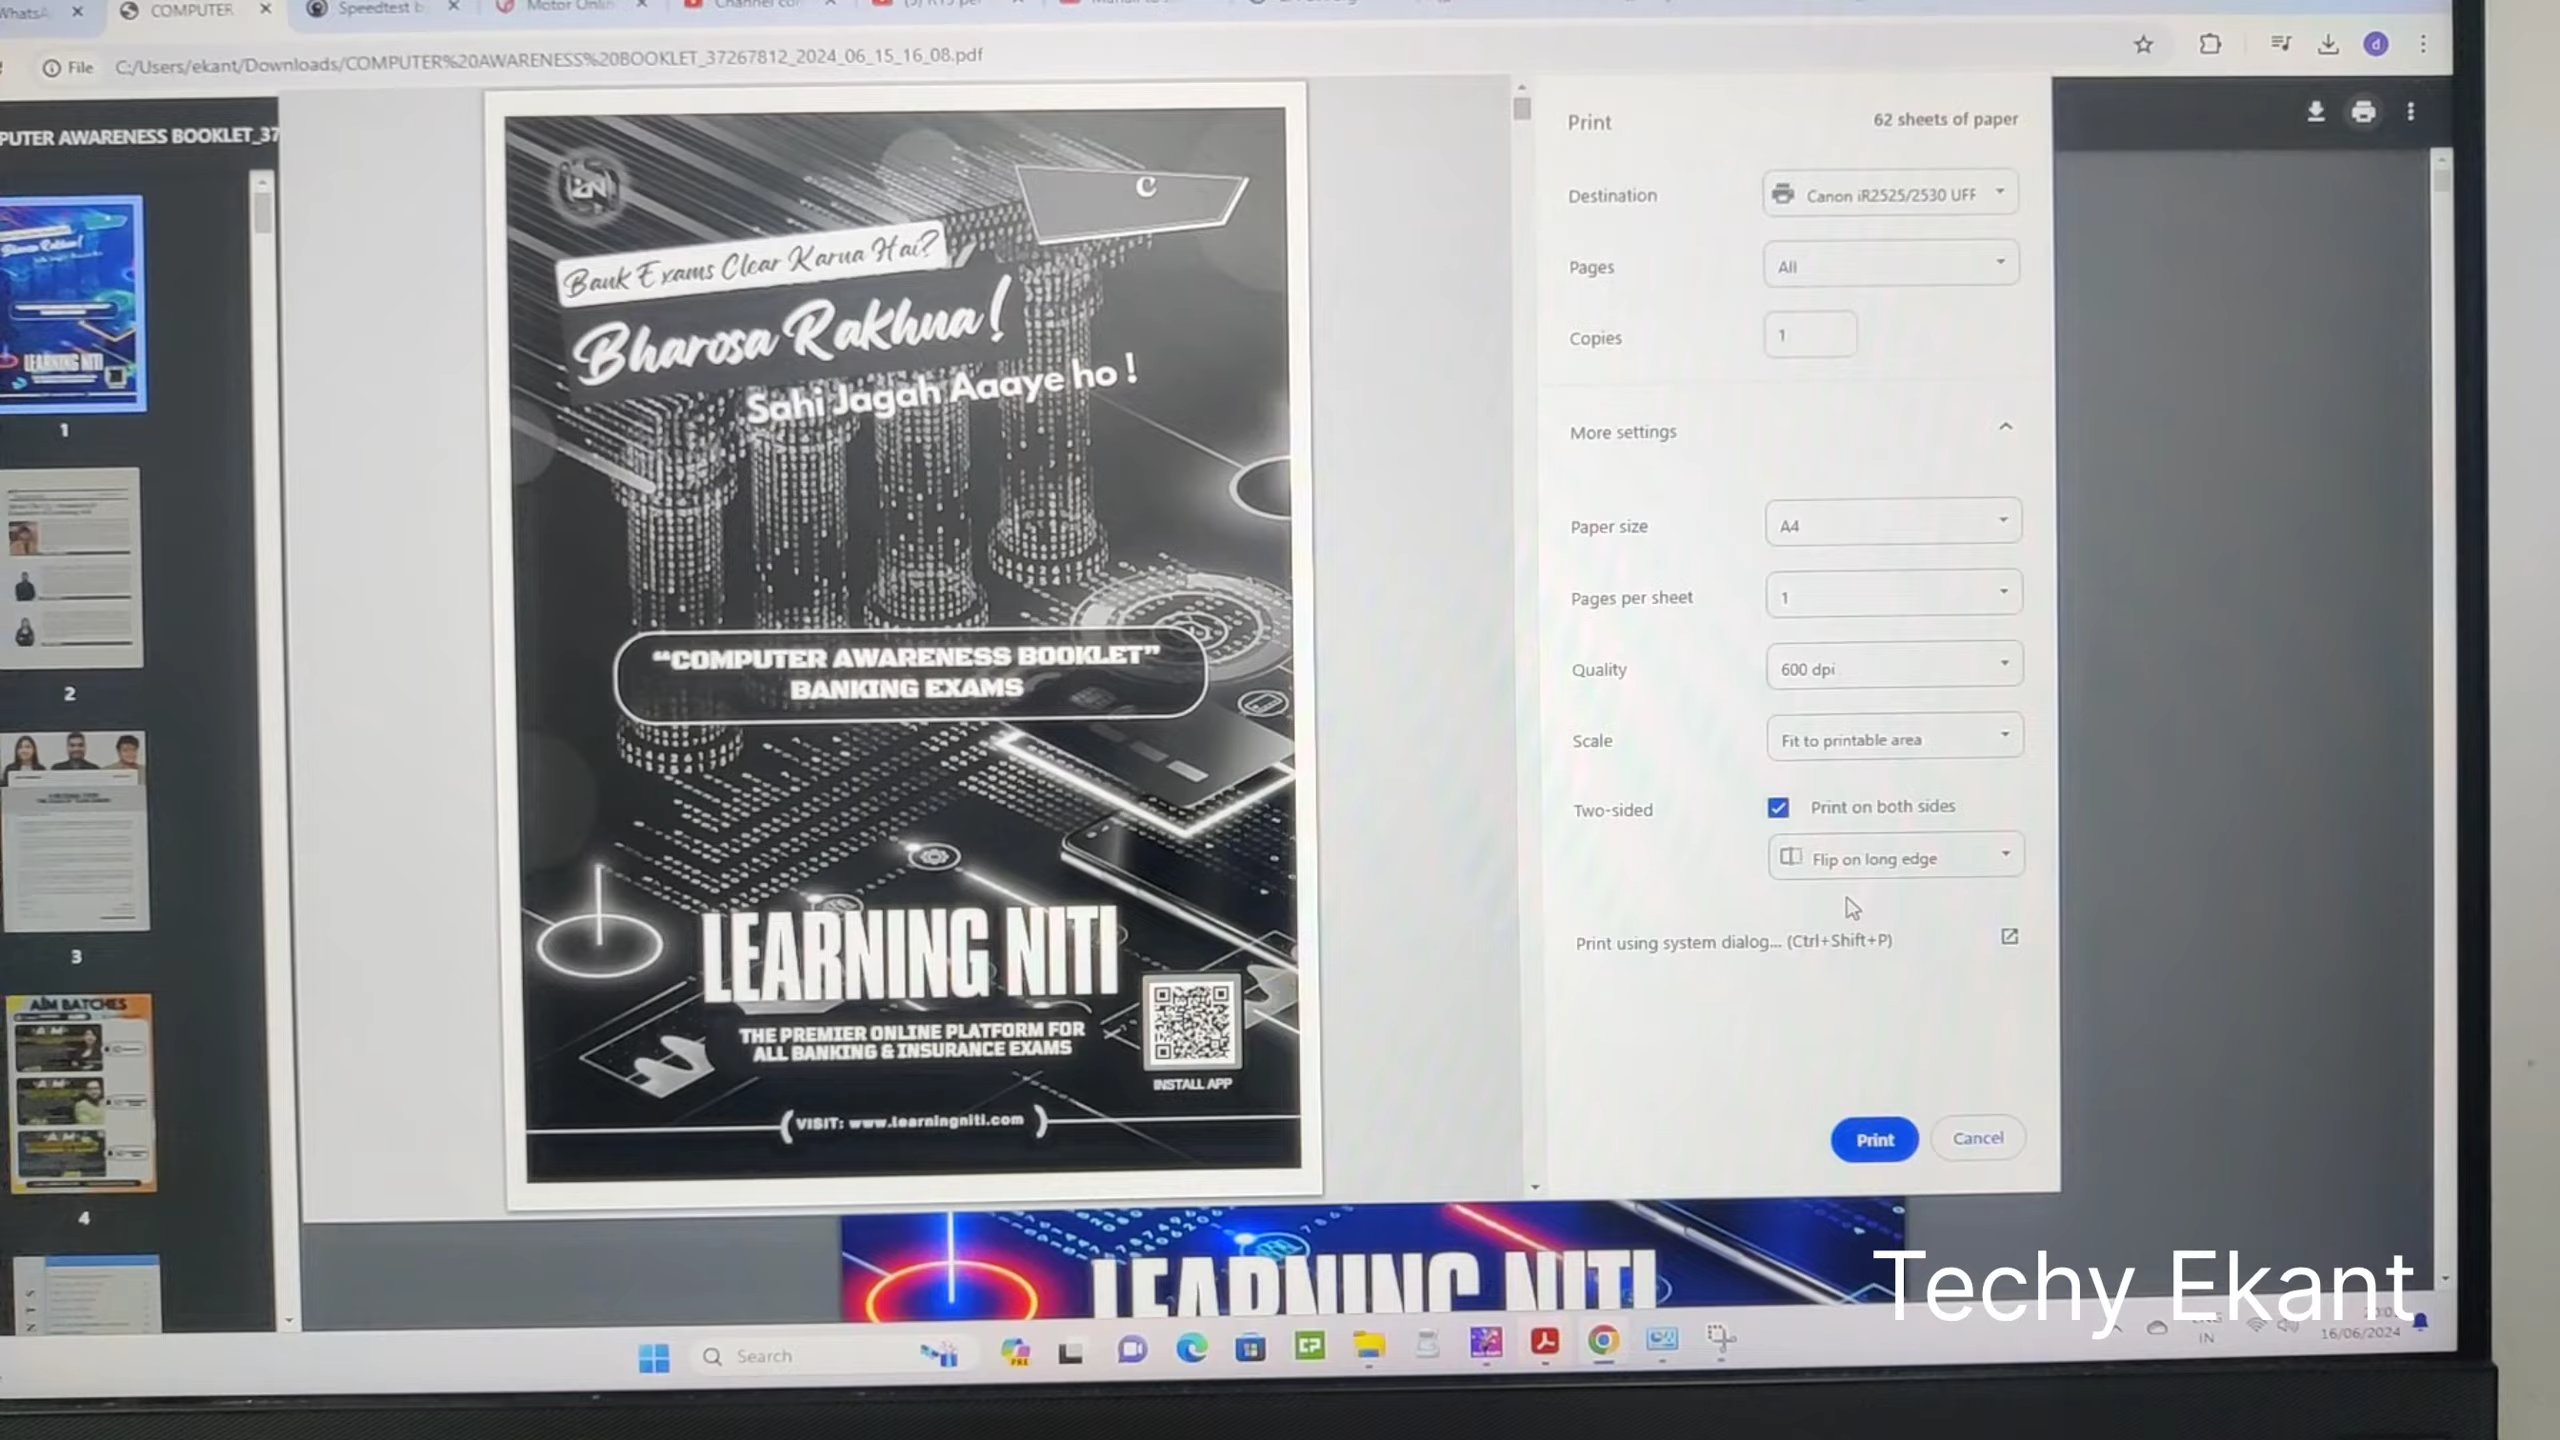 COMPUTER
Speedtest b
Motor Onlin
File C:/Users/ekant/Downloads/COMPUTER%20AWARENESS%20BOOKLET_37267812_2024_06_15_16_08.pdf
PUTER AWARENESS BOOKLET_37
1
2
3
AIM BATCHES
4
C
Bank Exams Clear Karna Hai?
Bharosa Rakhna!
Sahi Jagah Aaaye ho !
“COMPUTER AWARENESS BOOKLET”
BANKING EXAMS
LEARNING NITI
THE PREMIER ONLINE PLATFORM FOR
ALL BANKING & INSURANCE EXAMS
INSTALL APP
VISIT: www.learningniti.com
Print 62 sheets of paper
Destination Canon iR2525/2530 UFF
Pages All
Copies 1
More settings
Paper size A4
Pages per sheet 1
Quality 600 dpi
Scale Fit to printable area
Two-sided Print on both sides
Flip on long edge
Print using system dialog... (Ctrl+Shift+P)
Print Cancel
LEARNING NITI
Techy Ekant
Search
IN
16/06/2024